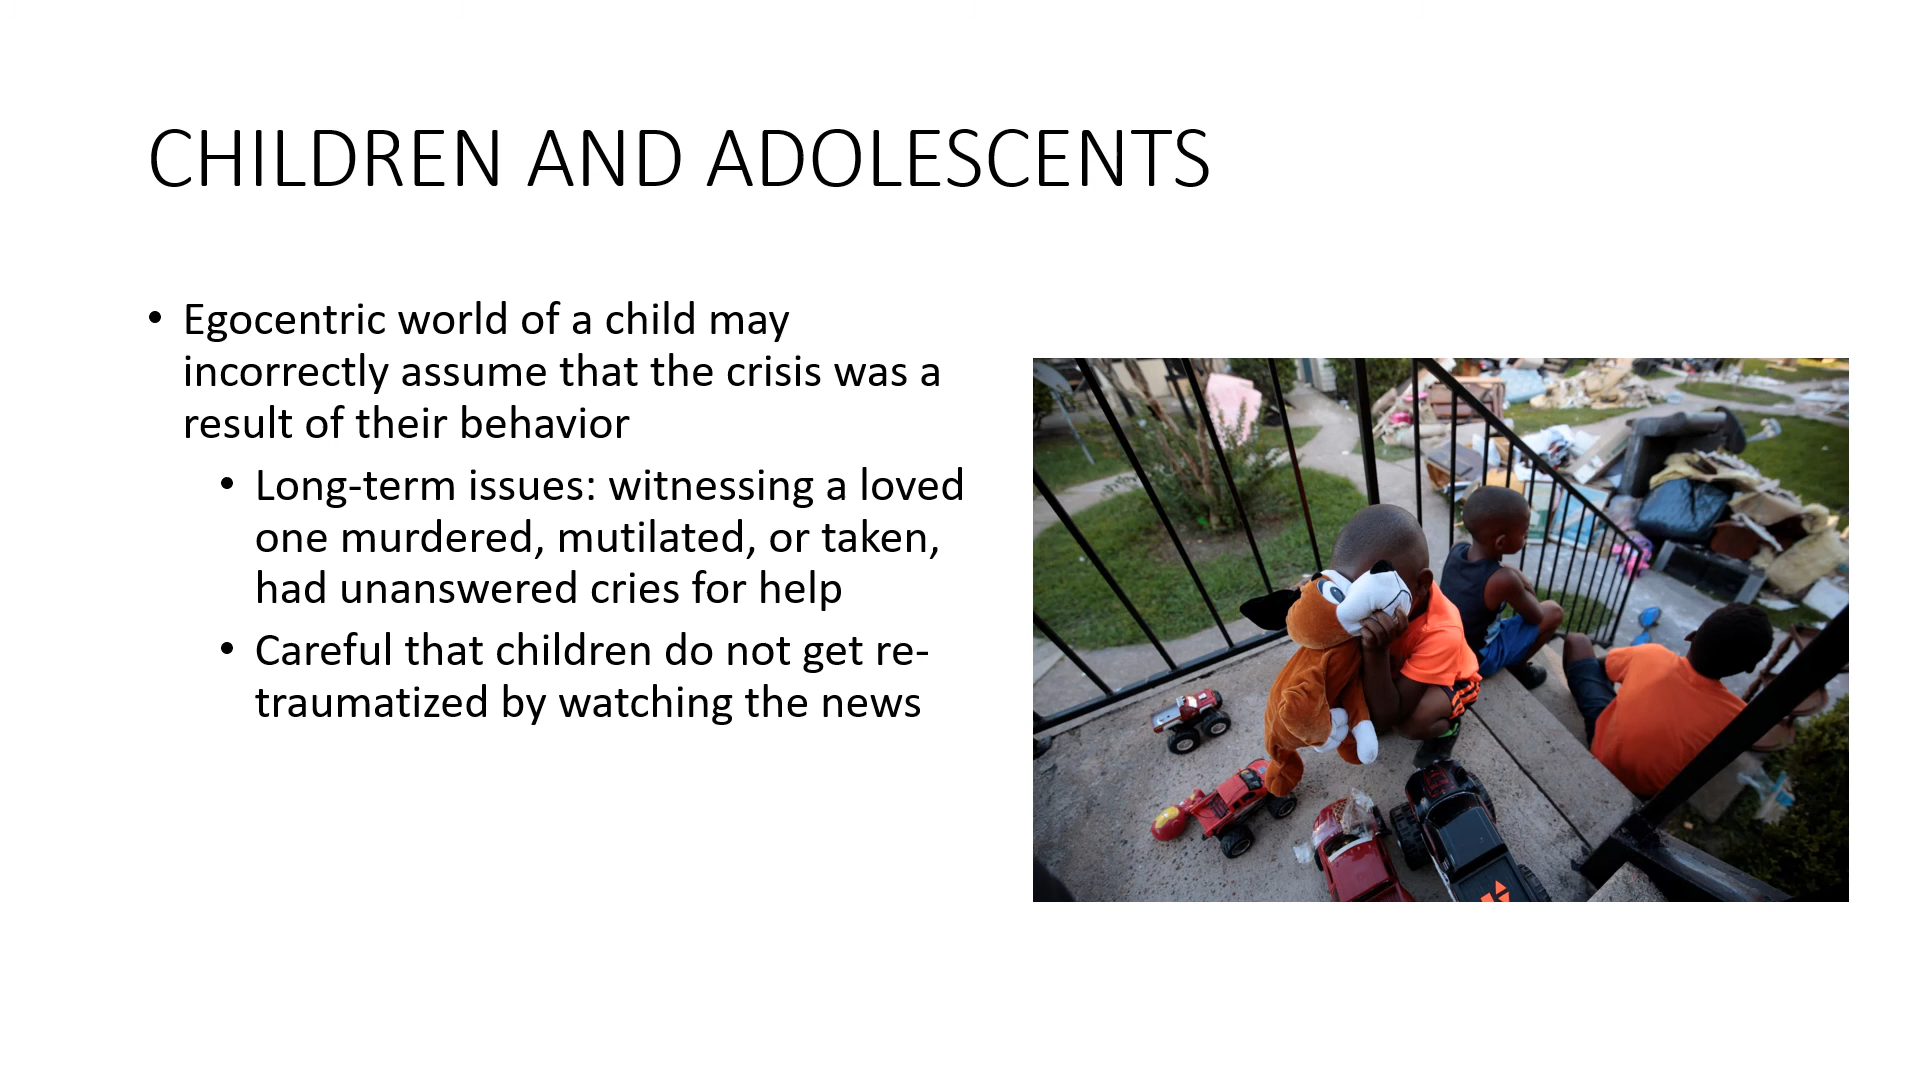 CHILDREN AND ADOLESCENTS
• Egocentric world of a child may
incorrectly assume that the crisis was a
result of their behavior
• Long-term issues: witnessing a loved
one murdered, mutilated, or taken,
had unanswered cries for help
• Careful that children do not get re-
traumatized by watching the news